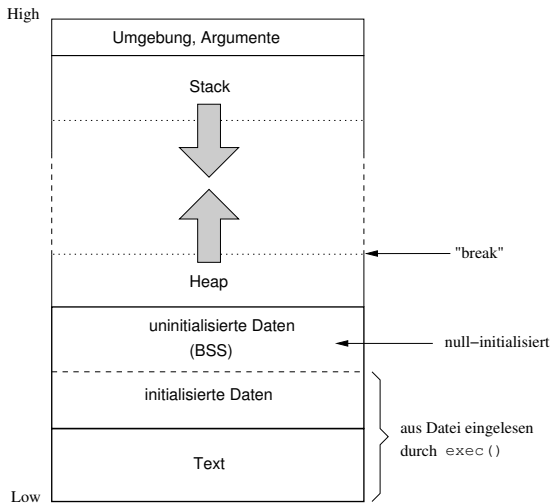 High
Umgebung, Argumente
Stack
"break"
Heap
uninitialisierte Daten
(BSS)
null−initialisiert
initialisierte Daten
aus Datei eingelesen
durch exec()
Text
Low